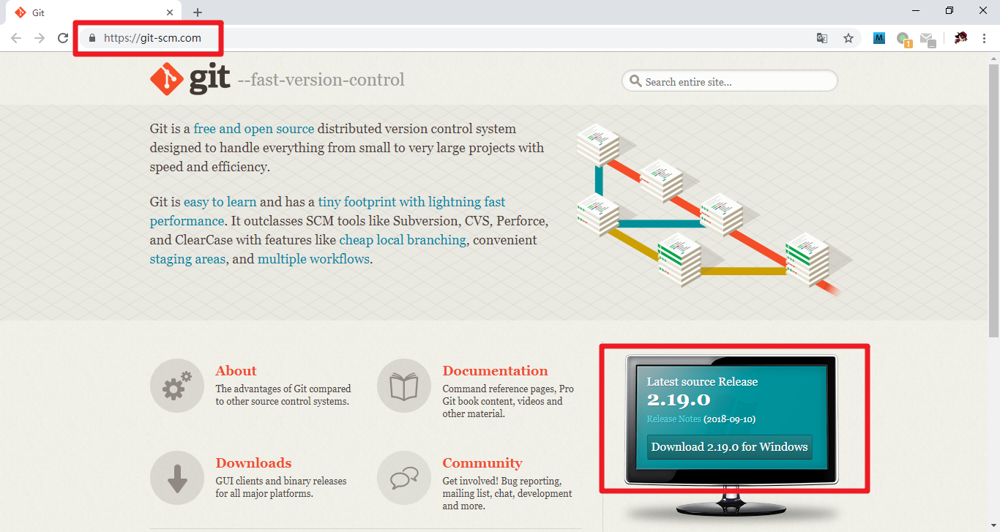 Git
https://git-scm.com
M
1
git --fast-version-control
Search entire site...
Git is a free and open source distributed version control system
designed to handle everything from small to very large projects with
speed and efficiency.
Git is easy to learn and has a tiny footprint with lightning fast
performance. It outclasses SCM tools like Subversion, CVS, Perforce,
and ClearCase with features like cheap local branching, convenient
staging areas, and multiple workflows.
About
The advantages of Git compared
to other source control systems.
Documentation
Command reference pages, Pro
Git book content, videos and
other material.
Downloads
GUI clients and binary releases
for all major platforms.
Community
Get involved! Bug reporting,
mailing list, chat, development
and more.
Latest source Release
2.19.0
Release Notes (2018-09-10)
Download 2.19.0 for Windows